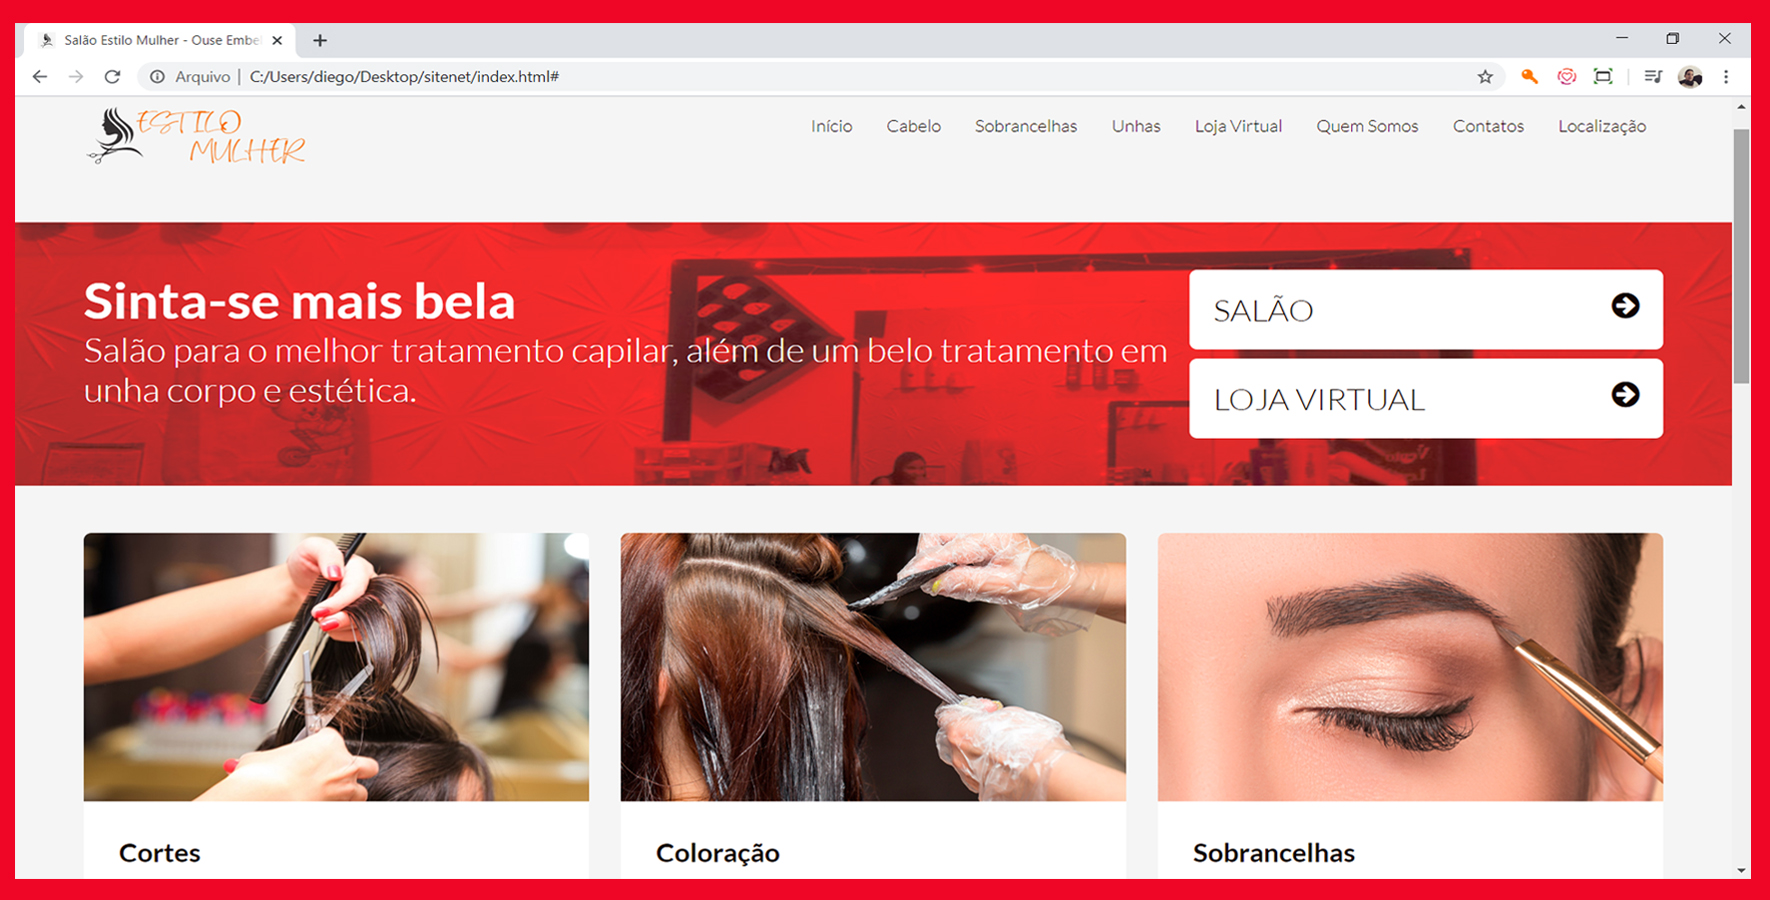 Salão Estilo Mulher - Ouse Embel
Arquivo | C:/Users/diego/Desktop/sitenet/index.html#
ESTILO
MULHER
Início Cabelo Sobrancelhas Unhas Loja Virtual Quem Somos Contatos Localização
Sinta-se mais bela
Salão para o melhor tratamento capilar, além de um belo tratamento em
unha corpo e estética.
SALÃO
LOJA VIRTUAL
Cortes
Coloração
Sobrancelhas